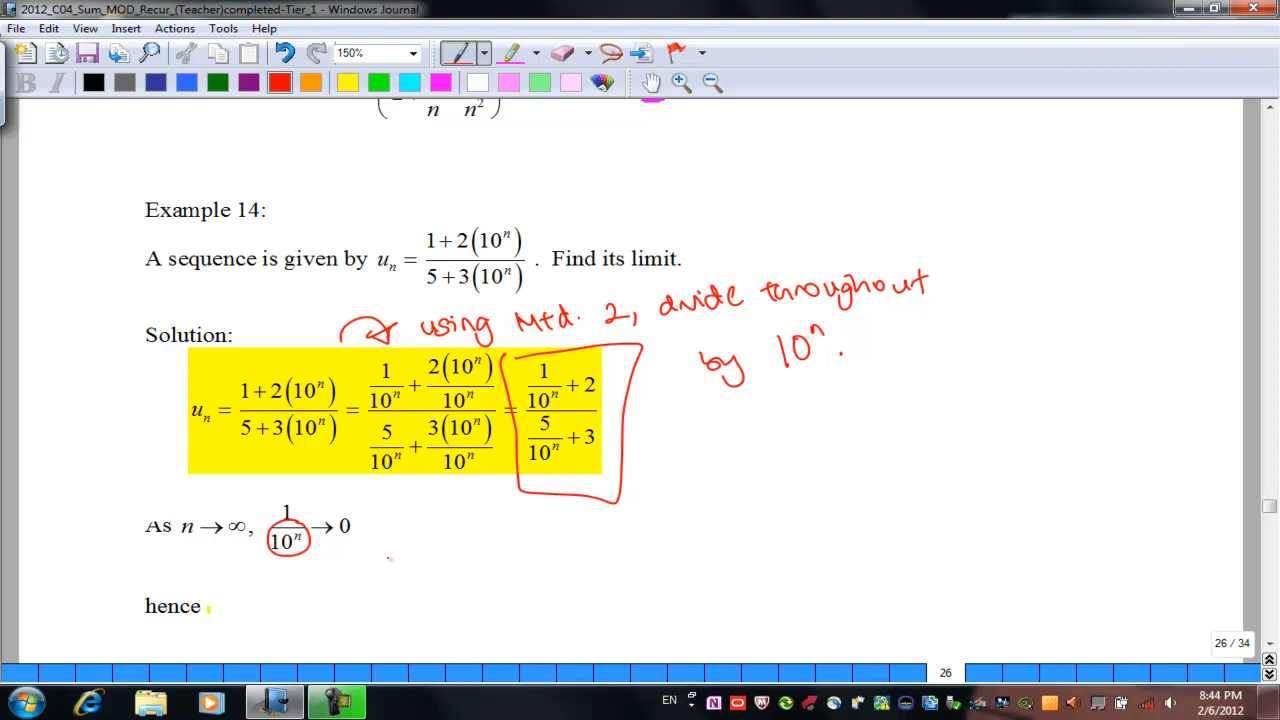 2012_C04_Sum_MOD_Recur_(Teacher)completed-Tier_1 - Windows Journal
File Edit View Insert Actions Tools Help
150%
B I
n n²
Example 14:
A sequence is given by uₙ = (1+2(10ⁿ))/(5+3(10ⁿ)) . Find its limit.
using Mtd. 2, divide throughout
by 10ⁿ.
Solution:
uₙ = (1+2(10ⁿ))/(5+3(10ⁿ)) = (1/10ⁿ + 2(10ⁿ)/10ⁿ)/(5/10ⁿ + 3(10ⁿ)/10ⁿ) = (1/10ⁿ + 2)/(5/10ⁿ + 3)
As n → ∞, 1/10ⁿ → 0
hence
26 / 34
26
EN
8:44 PM
2/6/2012